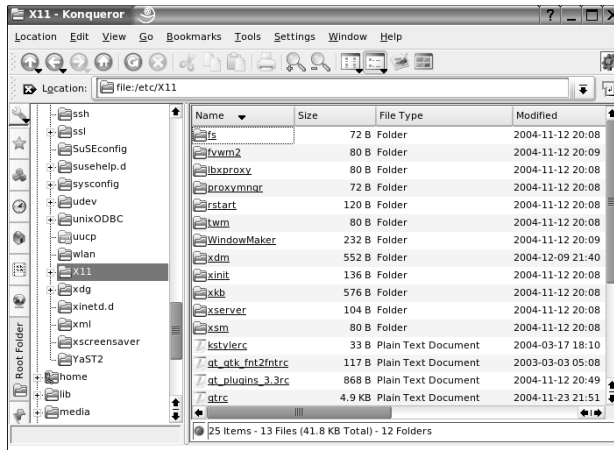 X11 - Konqueror
Location Edit View Go Bookmarks Tools Settings Window Help
Location: file:/etc/X11
ssh
ssl
SuSEconfig
susehelp.d
sysconfig
udev
unixODBC
uucp
wlan
X11
xdg
xinetd.d
xml
xscreensaver
YaST2
home
lib
media
Root Folder
Name Size File Type Modified
fs 72 B Folder 2004-11-12 20:08
fvwm2 80 B Folder 2004-11-12 20:09
lbxproxy 80 B Folder 2004-11-12 20:08
proxymngr 72 B Folder 2004-11-12 20:08
rstart 120 B Folder 2004-11-12 20:08
twm 80 B Folder 2004-11-12 20:08
WindowMaker 232 B Folder 2004-11-12 20:09
xdm 552 B Folder 2004-12-09 21:40
xinit 136 B Folder 2004-11-12 20:08
xkb 576 B Folder 2004-11-12 20:08
xserver 104 B Folder 2004-11-12 20:08
xsm 80 B Folder 2004-11-12 20:08
kstylerc 33 B Plain Text Document 2004-03-17 18:10
qt_gtk_fnt2fntrc 117 B Plain Text Document 2003-03-03 05:08
qt_plugins_3.3rc 868 B Plain Text Document 2004-11-12 20:49
qtrc 4.9 KB Plain Text Document 2004-11-23 21:51
25 Items - 13 Files (41.8 KB Total) - 12 Folders